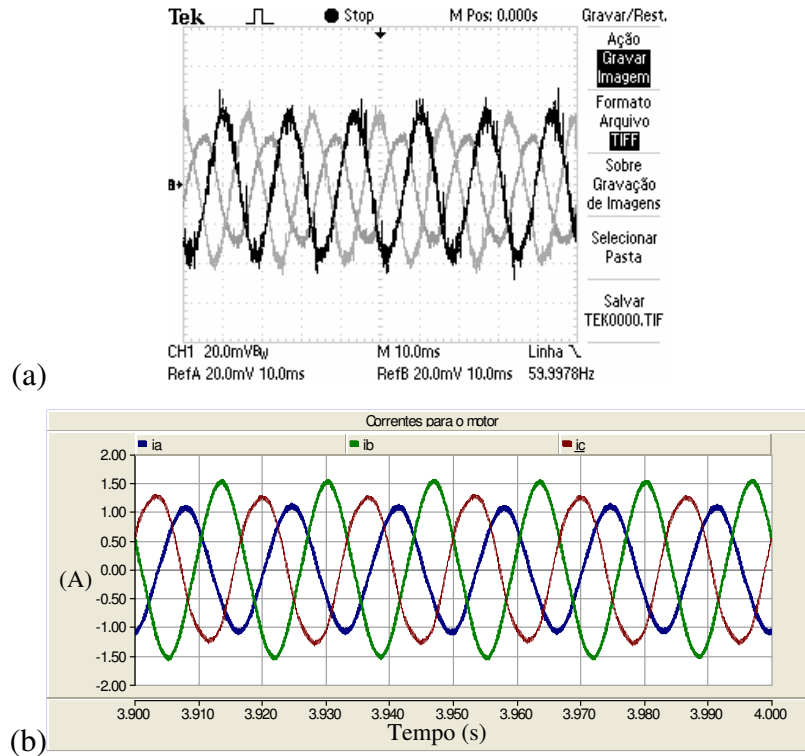 Tek Stop M Pos: 0.000s Gravar/Rest.
Ação
Gravar
Imagem
Formato
Arquivo
TIFF
Sobre
Gravação
de Imagens
Selecionar
Pasta
Salvar
TEK0000.TIF
CH1 20.0mVBW M 10.0ms Linha
RefA 20.0mV 10.0ms RefB 20.0mV 10.0ms 59.9978Hz
(a)
Correntes para o motor
ia ib ic
2.00
1.50
1.00
0.50
0.00
(A)
-0.50
-1.00
-1.50
-2.00
3.900 3.910 3.920 3.930 3.940 3.950 3.960 3.970 3.980 3.990 4.000
Tempo (s)
(b)